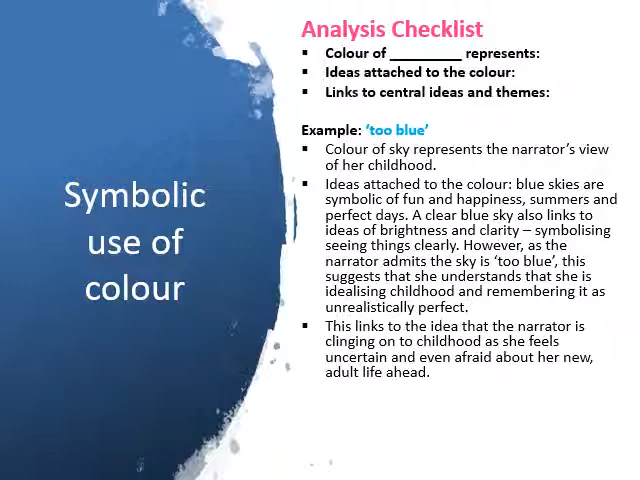 Symbolic
use of
colour
Analysis Checklist
▪ Colour of _________ represents:
▪ Ideas attached to the colour:
▪ Links to central ideas and themes:
Example: ‘too blue’
▪ Colour of sky represents the narrator’s view
of her childhood.
▪ Ideas attached to the colour: blue skies are
symbolic of fun and happiness, summers and
perfect days. A clear blue sky also links to
ideas of brightness and clarity – symbolising
seeing things clearly. However, as the
narrator admits the sky is ‘too blue’, this
suggests that she understands that she is
idealising childhood and remembering it as
unrealistically perfect.
▪ This links to the idea that the narrator is
clinging on to childhood as she feels
uncertain and even afraid about her new,
adult life ahead.